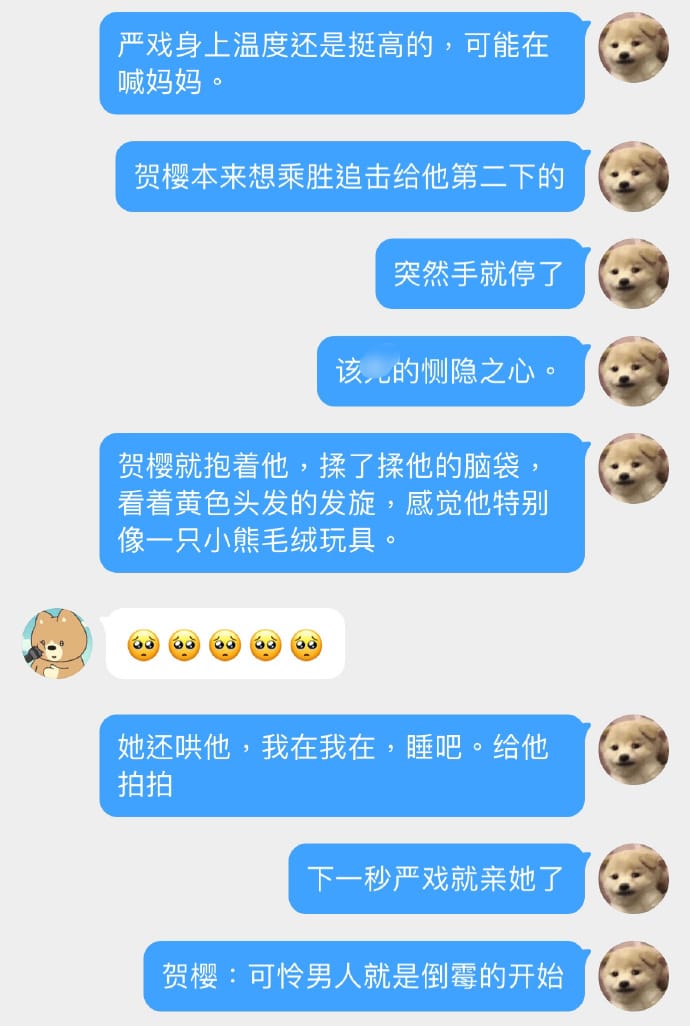 严戏身上温度还是挺高的，可能在
喊妈妈。
贺樱本来想乘胜追击给他第二下的
突然手就停了
该的恻隐之心。
贺樱就抱着他，揉了揉他的脑袋，
看着黄色头发的发旋，感觉他特别
像一只小熊毛绒玩具。
🥺🥺🥺🥺🥺
她还哄他，我在我在，睡吧。给他
拍拍
下一秒严戏就亲她了
贺樱：可怜男人就是倒霉的开始